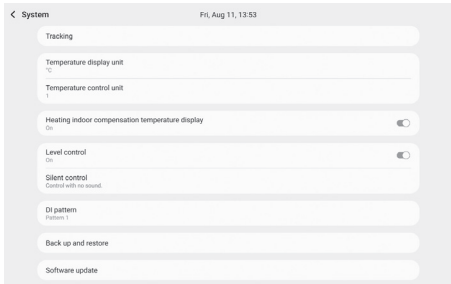 System
Fri, Aug 11, 13:53
Tracking
Temperature display unit
°C
Temperature control unit
1
Heating indoor compensation temperature display
On
Level control
On
Silent control
Control with no sound.
DI pattern
Pattern 1
Back up and restore
Software update